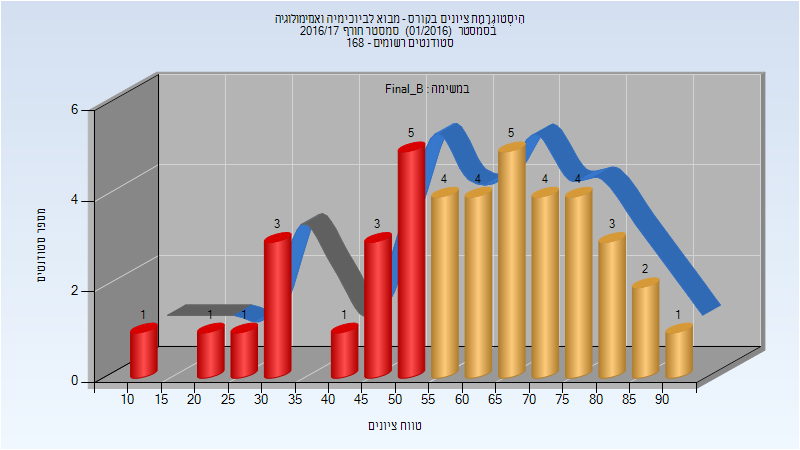 היסטוגרמת ציונים בקורס - מבוא לביוכימיה ואנזימולוגיה
בסמסטר (01/2016) סמסטר חורף 2016/17
סטודנטים רשומים - 168
במשימה : Final_B
6
4
2
0
מספר סטודנטים
1 1 1 3 1 3 5 4 4 5 4 4 3 2 1
10 15 20 25 30 35 40 45 50 55 60 65 70 75 80 85 90
טווח ציונים